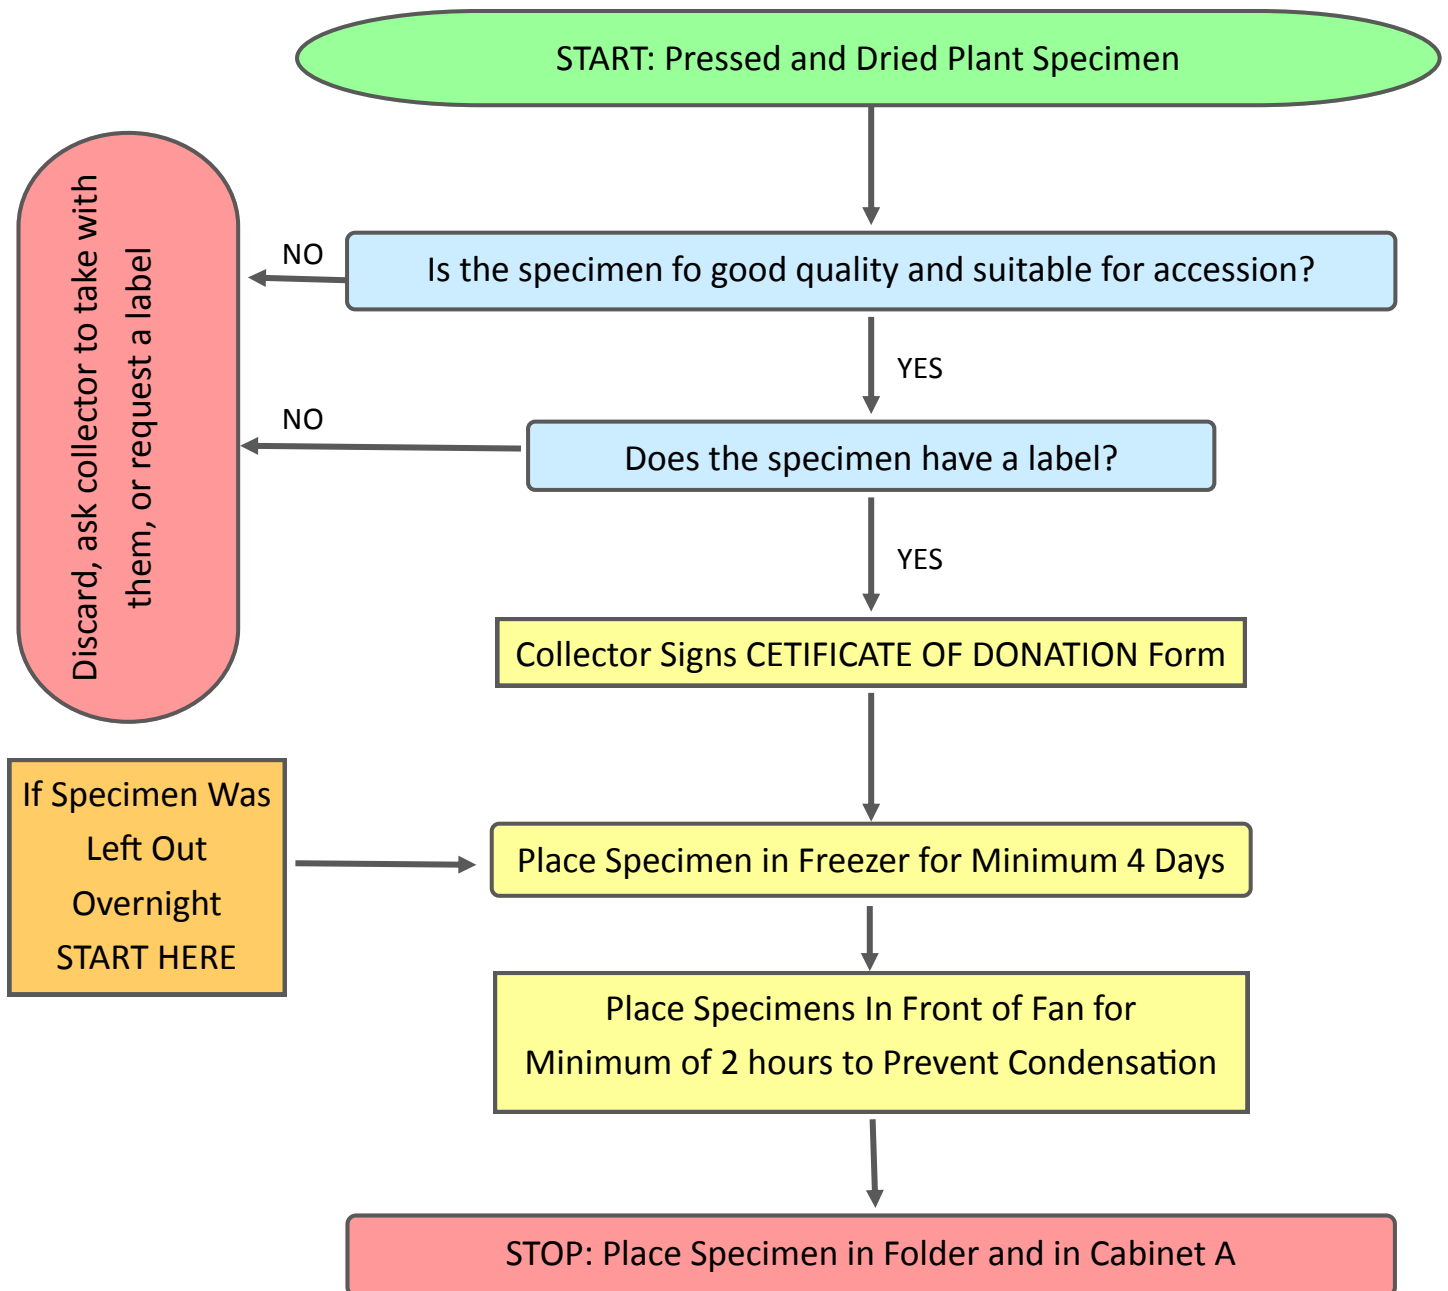 START: Pressed and Dried Plant Specimen
Discard, ask collector to take with
them, or request a label
NO
Is the specimen fo good quality and suitable for accession?
YES
NO
Does the specimen have a label?
YES
Collector Signs CETIFICATE OF DONATION Form
If Specimen Was
Left Out
Overnight
START HERE
Place Specimen in Freezer for Minimum 4 Days
Place Specimens In Front of Fan for
Minimum of 2 hours to Prevent Condensation
STOP: Place Specimen in Folder and in Cabinet A